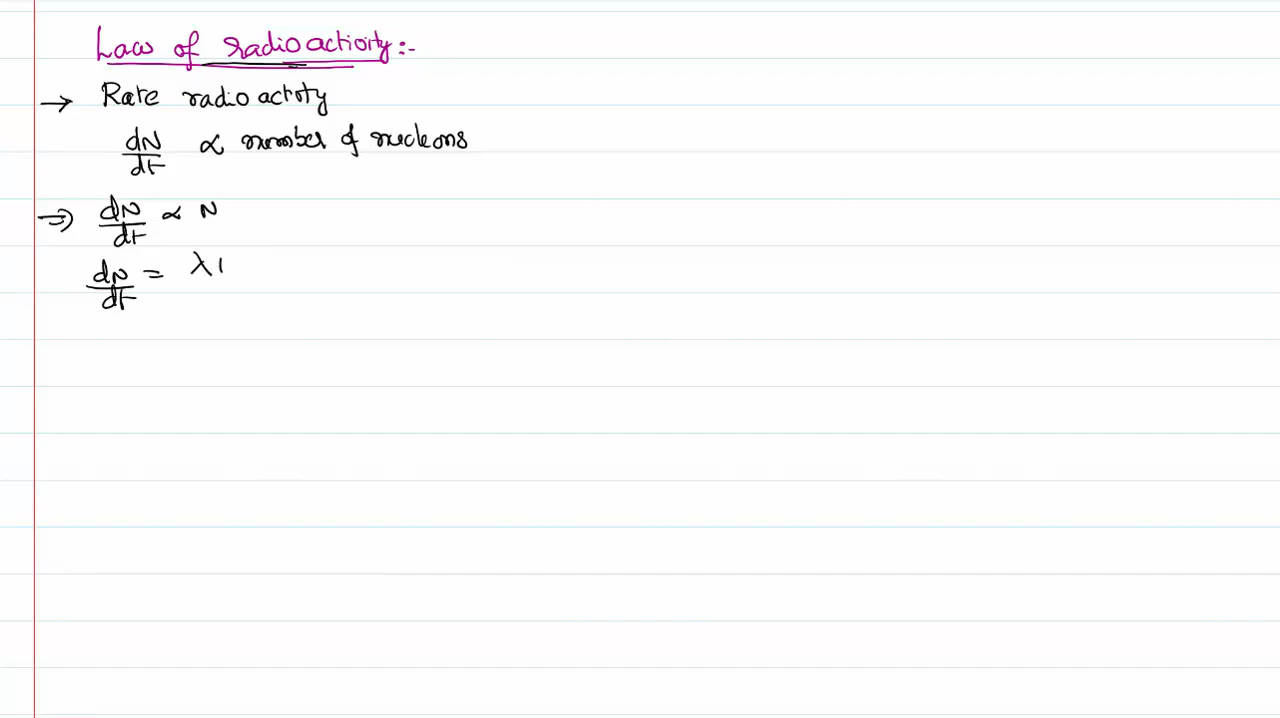 Law of radioactivity:-
→ Rate radioactivity
dN/dt ∝ number of nucleons
⇒ dN/dt ∝ N
dN/dt = λ